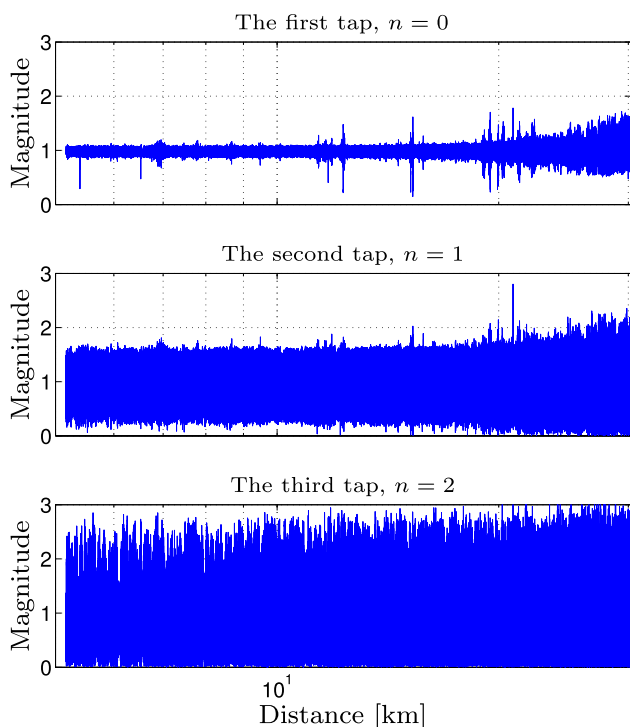 The first tap, n = 0
3
2
1
0
Magnitude
The second tap, n = 1
3
2
1
0
Magnitude
The third tap, n = 2
3
2
1
0
Magnitude
10¹
Distance [km]